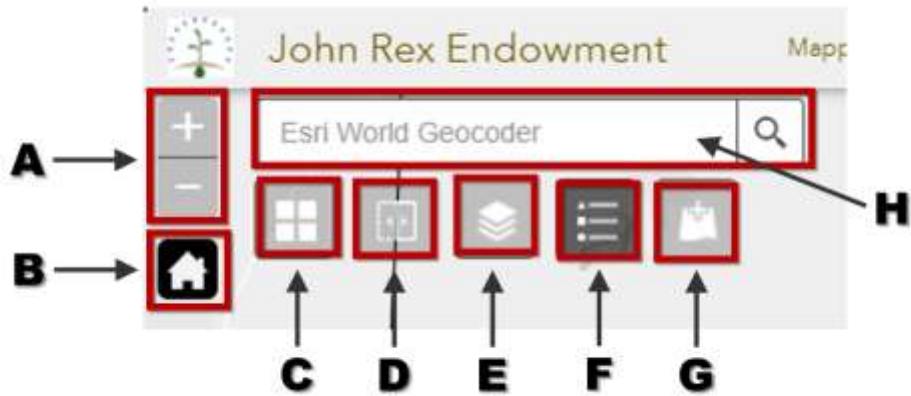 John Rex Endowment Mapp
Esri World Geocoder
A
B
H
C D E F G